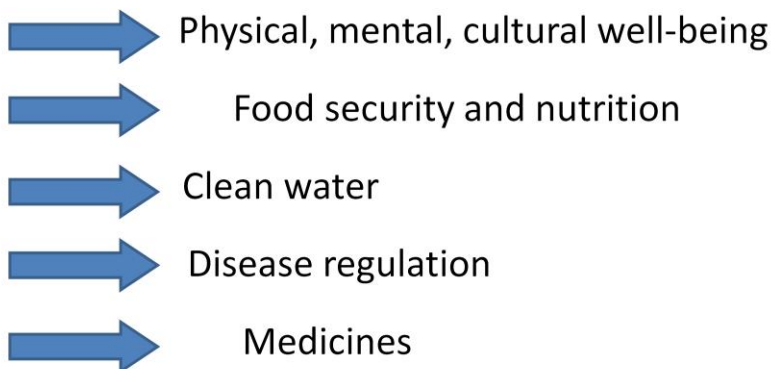 Physical, mental, cultural well-being
Food security and nutrition
Clean water
Disease regulation
Medicines